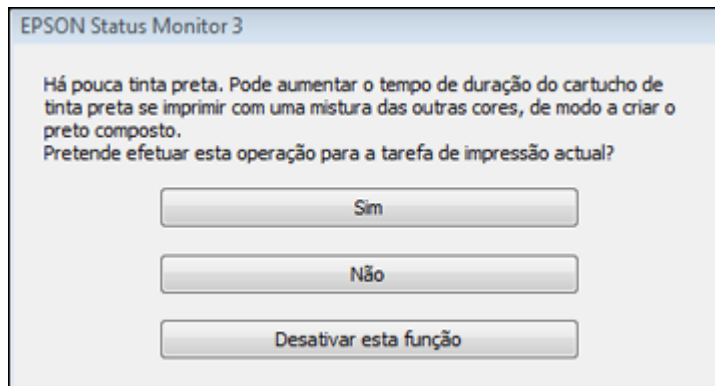 EPSON Status Monitor 3
Há pouca tinta preta. Pode aumentar o tempo de duração do cartucho de
tinta preta se imprimir com uma mistura das outras cores, de modo a criar o
preto composto.
Pretende efetuar esta operação para a tarefa de impressão actual?
Sim
Não
Desativar esta função